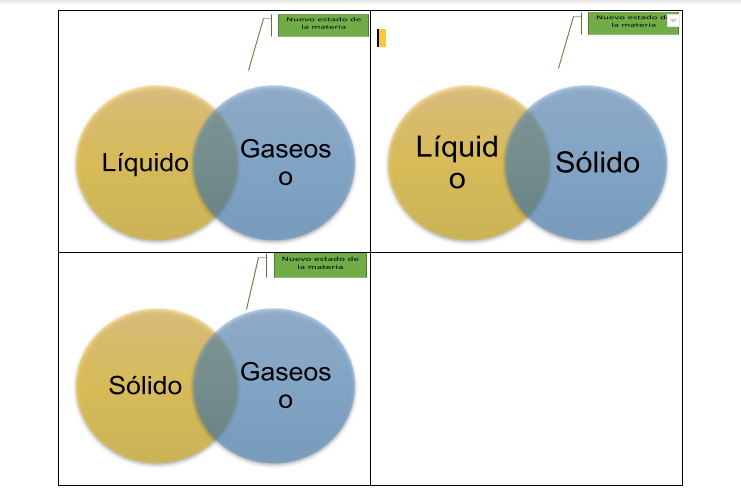 Nuevo estado de
la materia
Líquido
Gaseos
o
Nuevo estado de
la materia
Líquid
o
Sólido
Nuevo estado de
la materia
Sólido
Gaseos
o